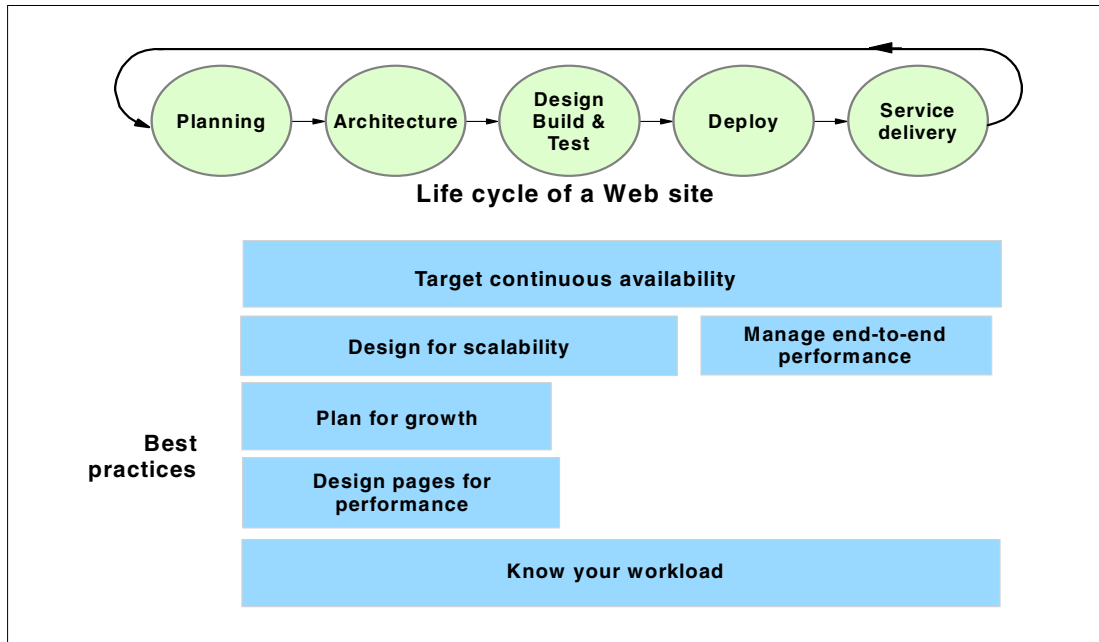 Planning
Architecture
Design
Build &
Test
Deploy
Service
delivery
Life cycle of a Web site
Target continuous availability
Design for scalability
Manage end-to-end
performance
Plan for growth
Best
practices
Design pages for
performance
Know your workload